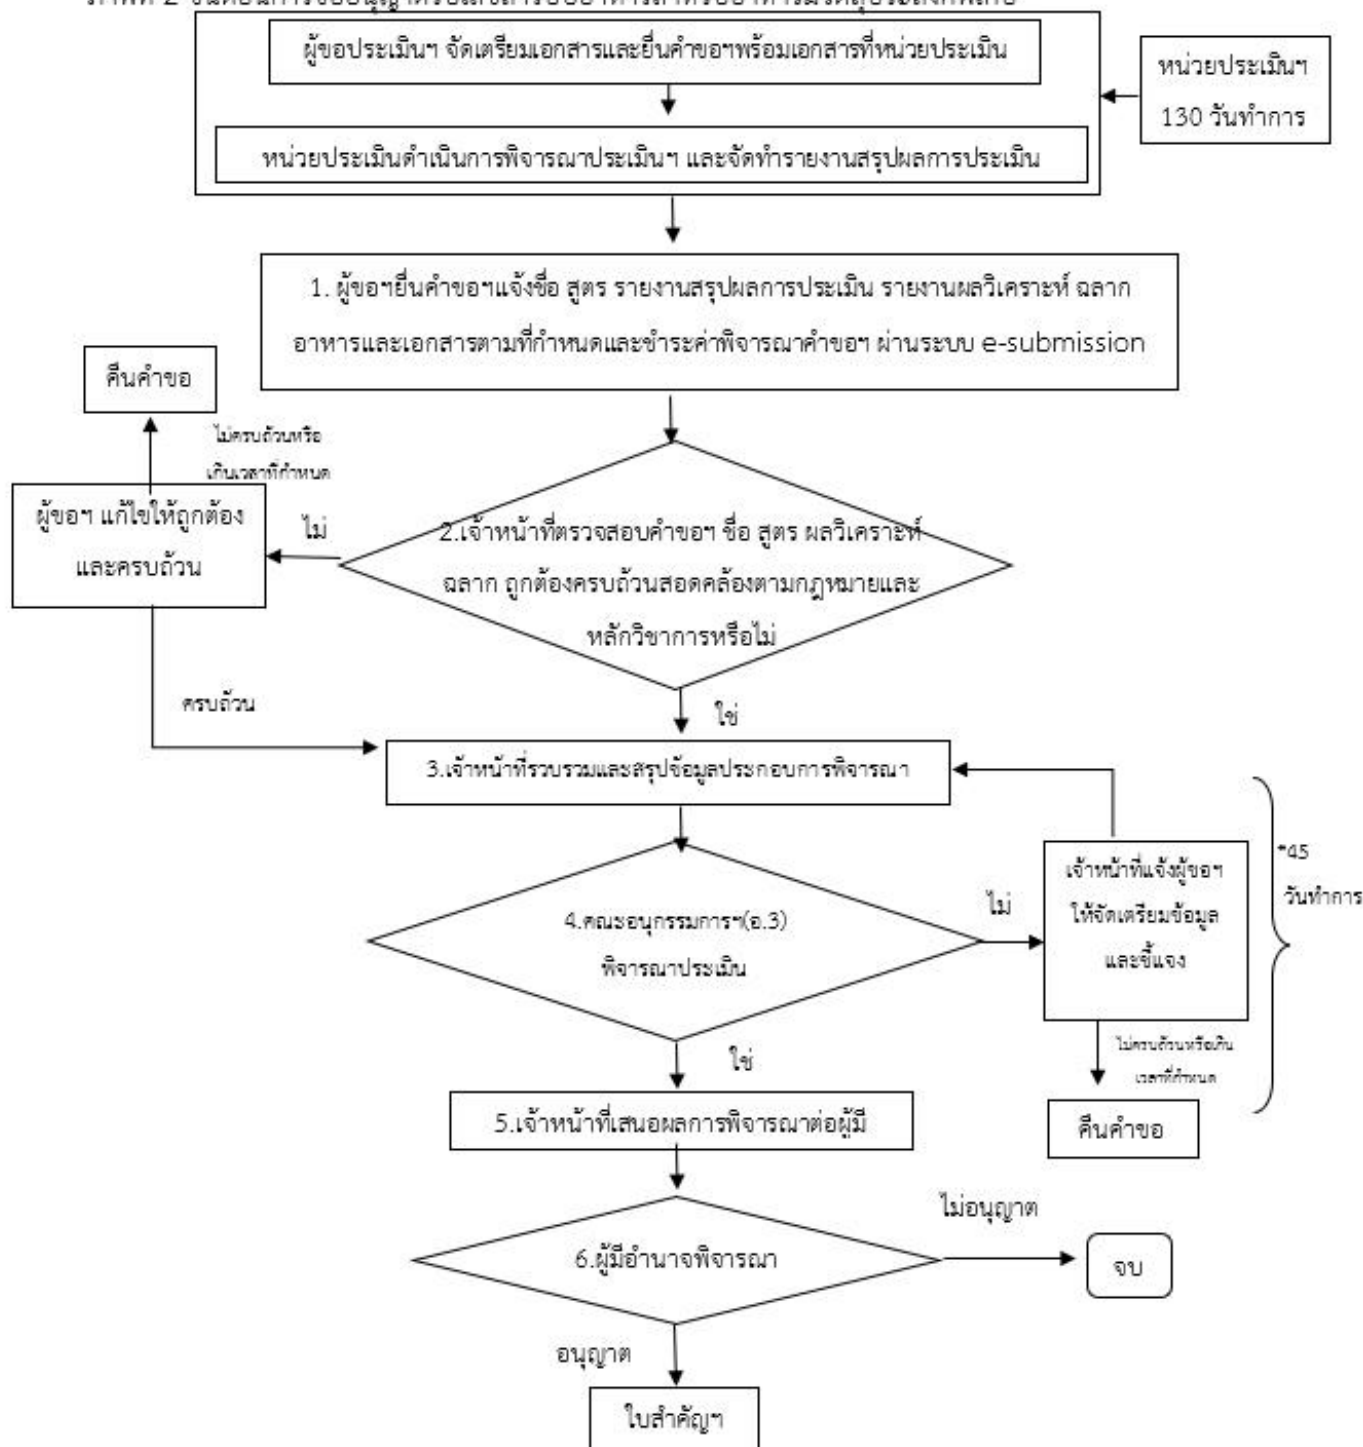 ผู้ขอประเมินฯ จัดเตรียมเอกสารและยื่นคำขอฯพร้อมเอกสารที่หน่วยประเมิน
หน่วยประเมินฯ
130 วันทำการ
หน่วยประเมินดำเนินการพิจารณาประเมินฯ และจัดทำรายงานสรุปผลการประเมิน
1. ผู้ขอฯยื่นคำขอฯแจ้งชื่อ สูตร รายงานสรุปผลการประเมิน รายงานผลวิเคราะห์ ฉลาก
อาหารและเอกสารตามที่กำหนดและชำระค่าพิจารณาคำขอฯ ผ่านระบบ e-submission
คืนคำขอ
ไม่ครบถ้วนหรือ
เกินเวลาที่กำหนด
ผู้ขอฯ แก้ไขให้ถูกต้อง
และครบถ้วน
ไม่
2.เจ้าหน้าที่ตรวจสอบคำขอฯ ชื่อ สูตร ผลวิเคราะห์
ฉลาก ถูกต้องครบถ้วนสอดคล้องตามกฎหมายและ
หลักวิชาการหรือไม่
ครบถ้วน
ใช่
3.เจ้าหน้าที่รวบรวมและสรุปข้อมูลประกอบการพิจารณา
4.คณะอนุกรรมการฯ(อ.3)
พิจารณาประเมิน
ไม่
เจ้าหน้าที่แจ้งผู้ขอฯ
ให้จัดเตรียมข้อมูล
และชี้แจง
*45
วันทำการ
ไม่ครบถ้วนหรือเกิน
เวลาที่กำหนด
คืนคำขอ
ใช่
5.เจ้าหน้าที่เสนอผลการพิจารณาต่อผู้มี
6.ผู้มีอำนาจพิจารณา
ไม่อนุญาต
จบ
อนุญาต
ใบสำคัญฯ